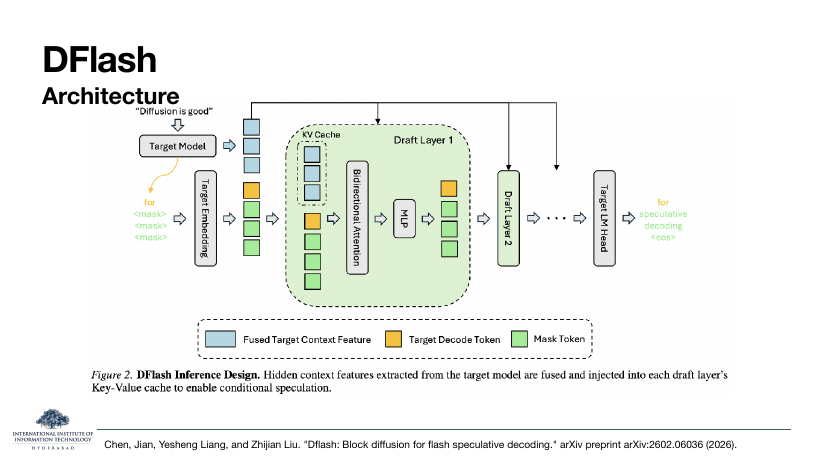 DFlash
Architecture
"Diffusion is good"
Target Model
KV Cache
Draft Layer 1
for
<mask>
<mask>
<mask>
Target Embedding
Bidirectional Attention
MLP
Draft Layer 2
Target LM Head
for
speculative
decoding
<eos>
Fused Target Context Feature
Target Decode Token
Mask Token
Figure 2. DFlash Inference Design. Hidden context features extracted from the target model are fused and injected into each draft layer's
Key-Value cache to enable conditional speculation.
INTERNATIONAL INSTITUTE OF
INFORMATION TECHNOLOGY
HYDERABAD
Chen, Jian, Yesheng Liang, and Zhijian Liu. "Dflash: Block diffusion for flash speculative decoding." arXiv preprint arXiv:2602.06036 (2026).